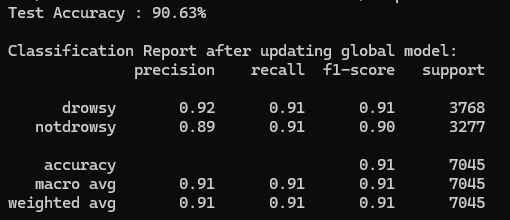 Test Accuracy : 90.63%
Classification Report after updating global model:
precision recall f1-score support
drowsy 0.92 0.91 0.91 3768
notdrowsy 0.89 0.91 0.90 3277
accuracy 0.91 7045
macro avg 0.91 0.91 0.91 7045
weighted avg 0.91 0.91 0.91 7045